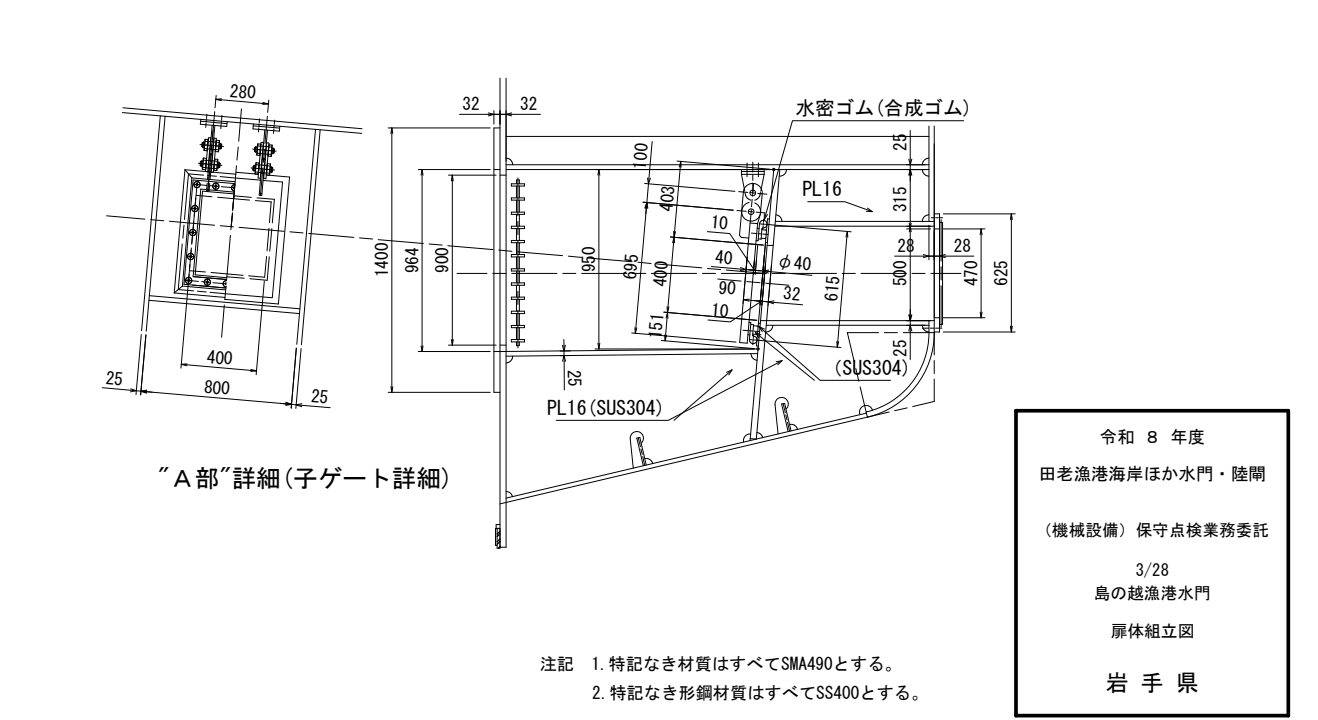 280
400
25
800
25
"A部"詳細(子ゲート詳細)
32
32
水密ゴム(合成ゴム)
1400
964
900
950
695
100
403
400
151
10
40
90
10
φ40
32
615
PL16
25
315
28
28
500
470
625
25
25
(SUS304)
PL16(SUS304)
注記 1.特記なき材質はすべてSMA490とする。
2.特記なき形鋼材質はすべてSS400とする。
令和 8 年度
田老漁港海岸ほか水門・陸閘
(機械設備)保守点検業務委託
3/28
島の越漁港水門
扉体組立図
岩手県